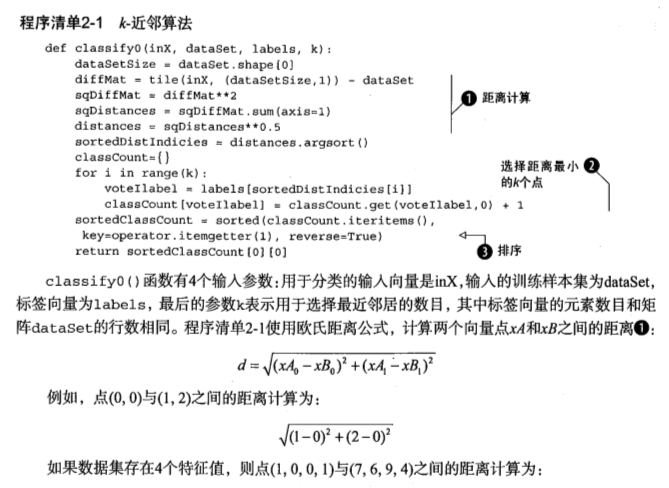 程序清单2-1 k-近邻算法
def classify0(inX, dataSet, labels, k):
dataSetSize = dataSet.shape[0]
diffMat = tile(inX, (dataSetSize,1)) - dataSet
sqDiffMat = diffMat**2
sqDistances = sqDiffMat.sum(axis=1)
distances = sqDistances**0.5
❶ 距离计算
sortedDistIndicies = distances.argsort()
classCount={}
for i in range(k):
voteIlabel = labels[sortedDistIndicies[i]]
classCount[voteIlabel] = classCount.get(voteIlabel,0) + 1
选择距离最小 ❷
的k个点
sortedClassCount = sorted(classCount.iteritems(),
key=operator.itemgetter(1), reverse=True)
❸ 排序
return sortedClassCount[0][0]
classify0()函数有4个输入参数:用于分类的输入向量是inX,输入的训练样本集为dataSet,
标签向量为labels,最后的参数k表示用于选择最近邻居的数目,其中标签向量的元素数目和矩
阵dataSet的行数相同。程序清单2-1使用欧氏距离公式,计算两个向量点xA和xB之间的距离❶:
d = √(xA₀ − xB₀)² + (xA₁ − xB₁)²
例如,点(0, 0)与(1, 2)之间的距离计算为:
√(1−0)² + (2−0)²
如果数据集存在4个特征值,则点(1, 0, 0, 1)与(7, 6, 9, 4)之间的距离计算为: